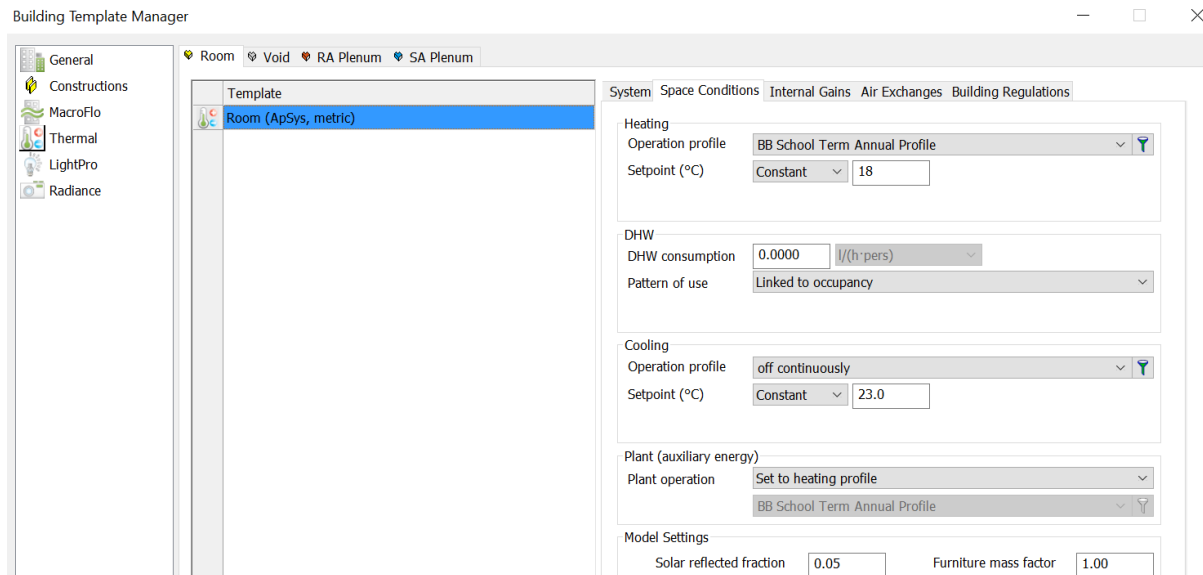 Building Template Manager
General
Constructions
MacroFlo
Thermal
LightPro
Radiance
Room Void RA Plenum SA Plenum
Template
Room (ApSys, metric)
System Space Conditions Internal Gains Air Exchanges Building Regulations
Heating
Operation profile BB School Term Annual Profile
Setpoint (°C) Constant 18
DHW
DHW consumption 0.0000 l/(h·pers)
Pattern of use Linked to occupancy
Cooling
Operation profile off continuously
Setpoint (°C) Constant 23.0
Plant (auxiliary energy)
Plant operation Set to heating profile
BB School Term Annual Profile
Model Settings
Solar reflected fraction 0.05 Furniture mass factor 1.00